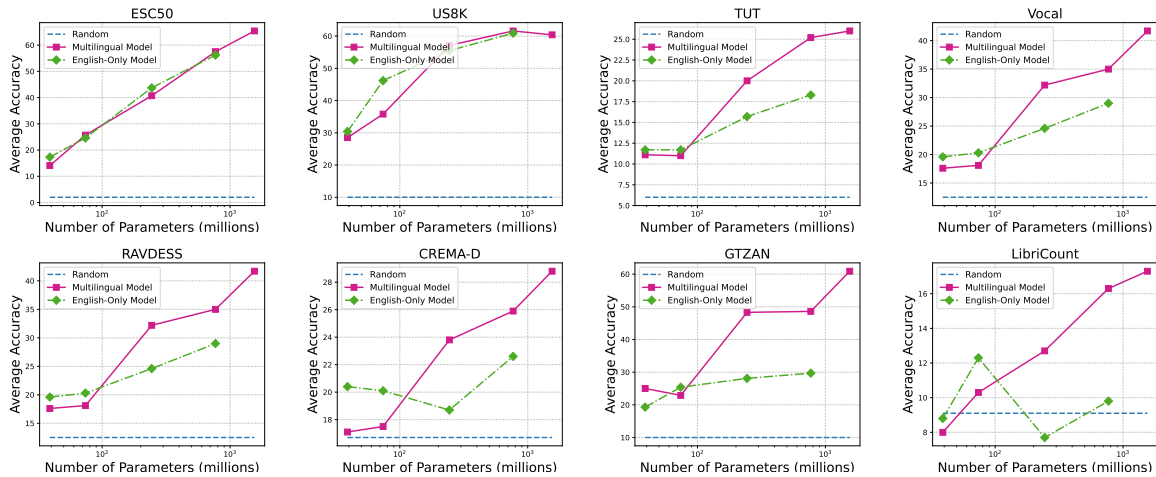 ESC50
Average Accuracy
60
50
40
30
20
10
0
Random
Multilingual Model
English-Only Model
10²
10³
Number of Parameters (millions)
US8K
Average Accuracy
60
50
40
30
20
10
Random
Multilingual Model
English-Only Model
10²
10³
Number of Parameters (millions)
TUT
Average Accuracy
25.0
22.5
20.0
17.5
15.0
12.5
10.0
7.5
5.0
Random
Multilingual Model
English-Only Model
10²
10³
Number of Parameters (millions)
Vocal
Average Accuracy
40
35
30
25
20
15
Random
Multilingual Model
English-Only Model
10²
10³
Number of Parameters (millions)
RAVDESS
Average Accuracy
40
35
30
25
20
15
Random
Multilingual Model
English-Only Model
10²
10³
Number of Parameters (millions)
CREMA-D
Average Accuracy
28
26
24
22
20
18
Random
Multilingual Model
English-Only Model
10²
10³
Number of Parameters (millions)
GTZAN
Average Accuracy
60
50
40
30
20
10
Random
Multilingual Model
English-Only Model
10²
10³
Number of Parameters (millions)
LibriCount
Average Accuracy
16
14
12
10
8
Random
Multilingual Model
English-Only Model
10²
10³
Number of Parameters (millions)